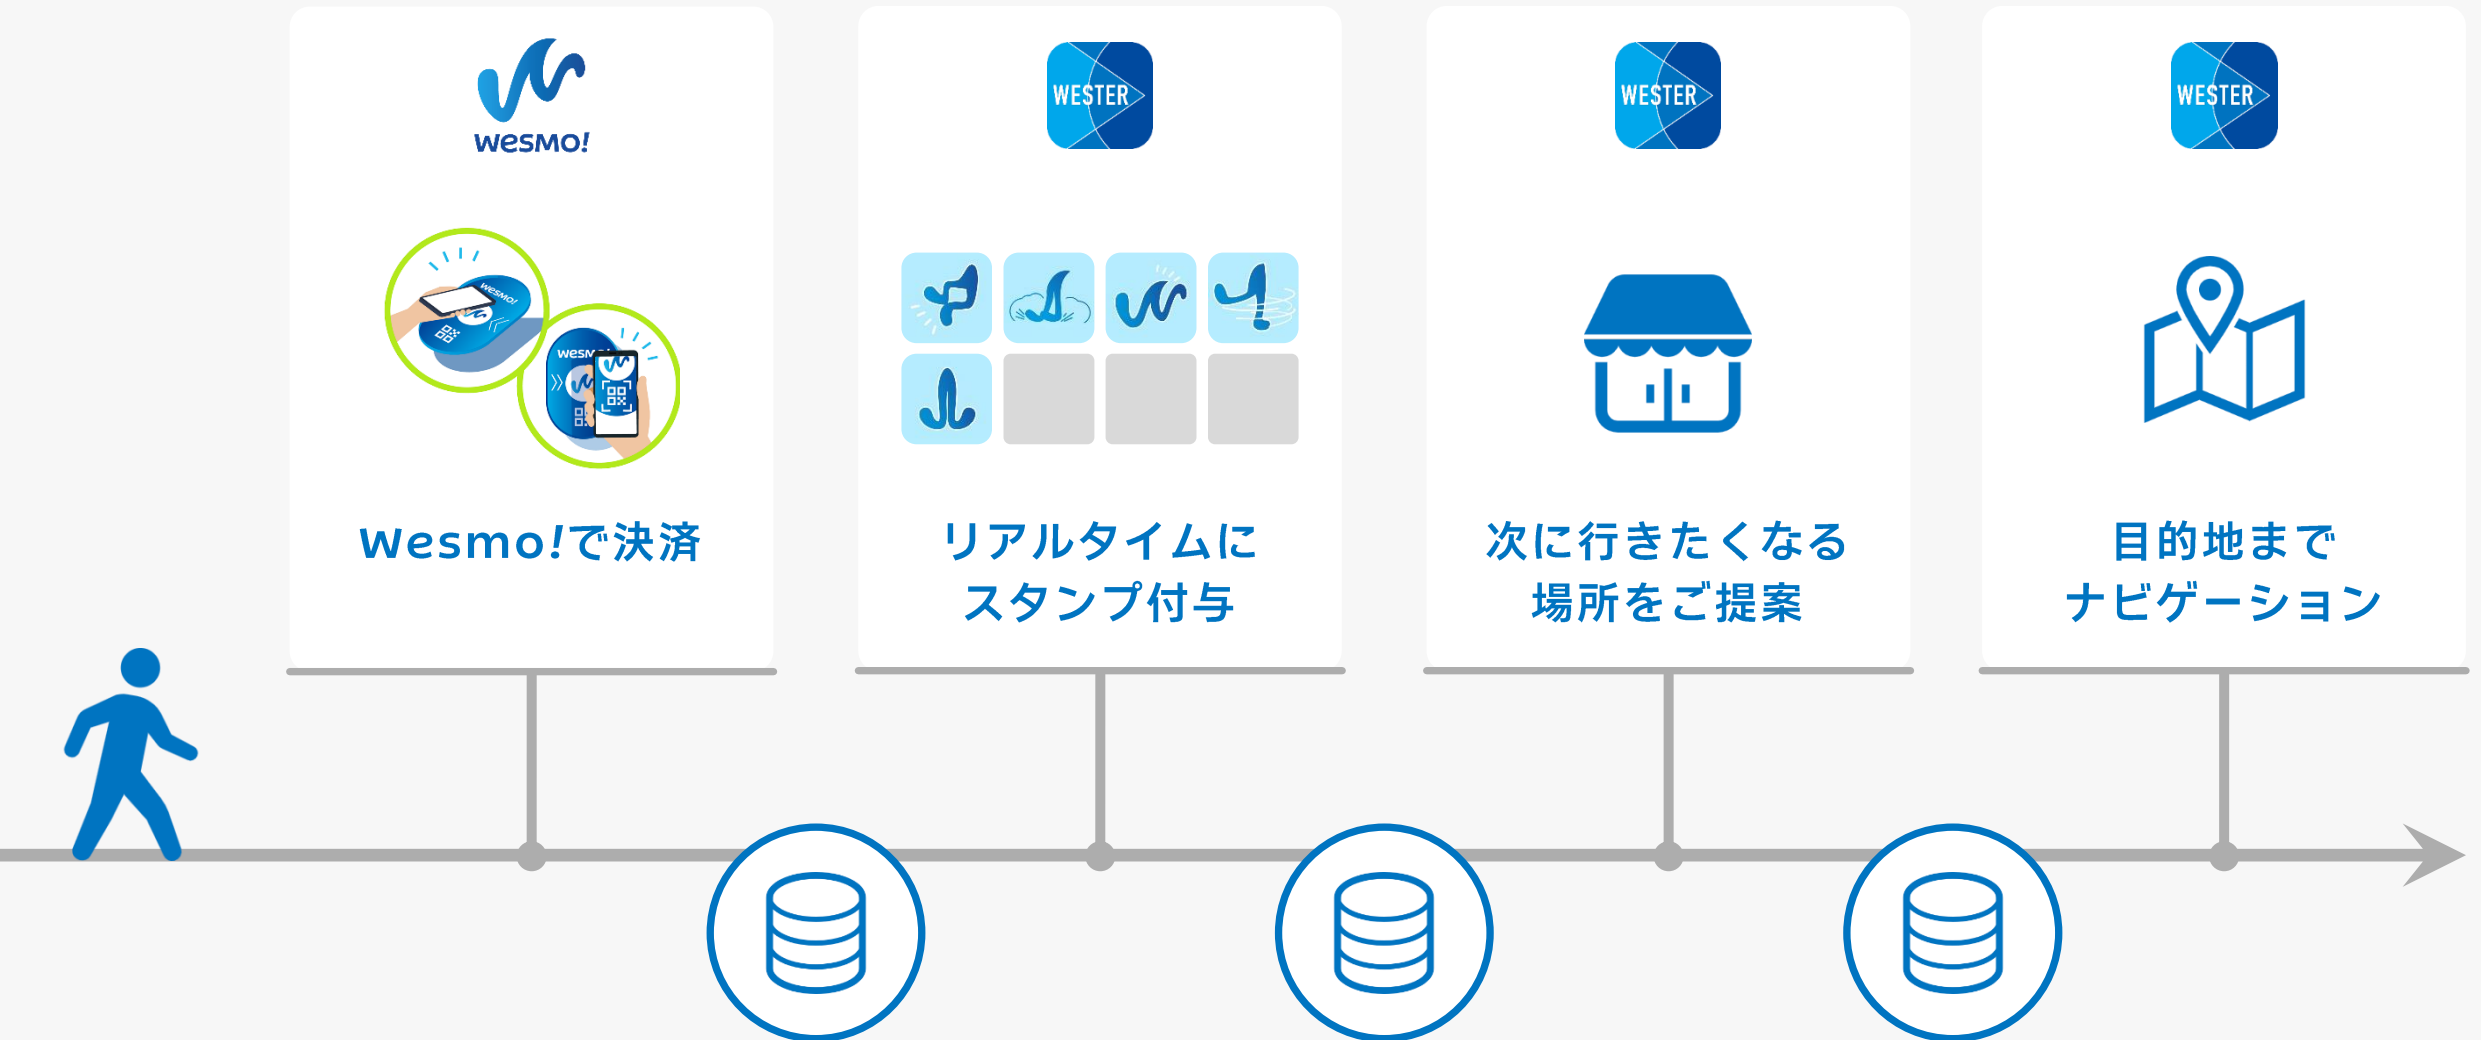 wesmo!
WESTER
WESTER
WESTER
wesmo!
wesmo!
Wesmo!で決済
リアルタイムに
スタンプ付与
次に行きたくなる
場所をご提案
目的地まで
ナビゲーション